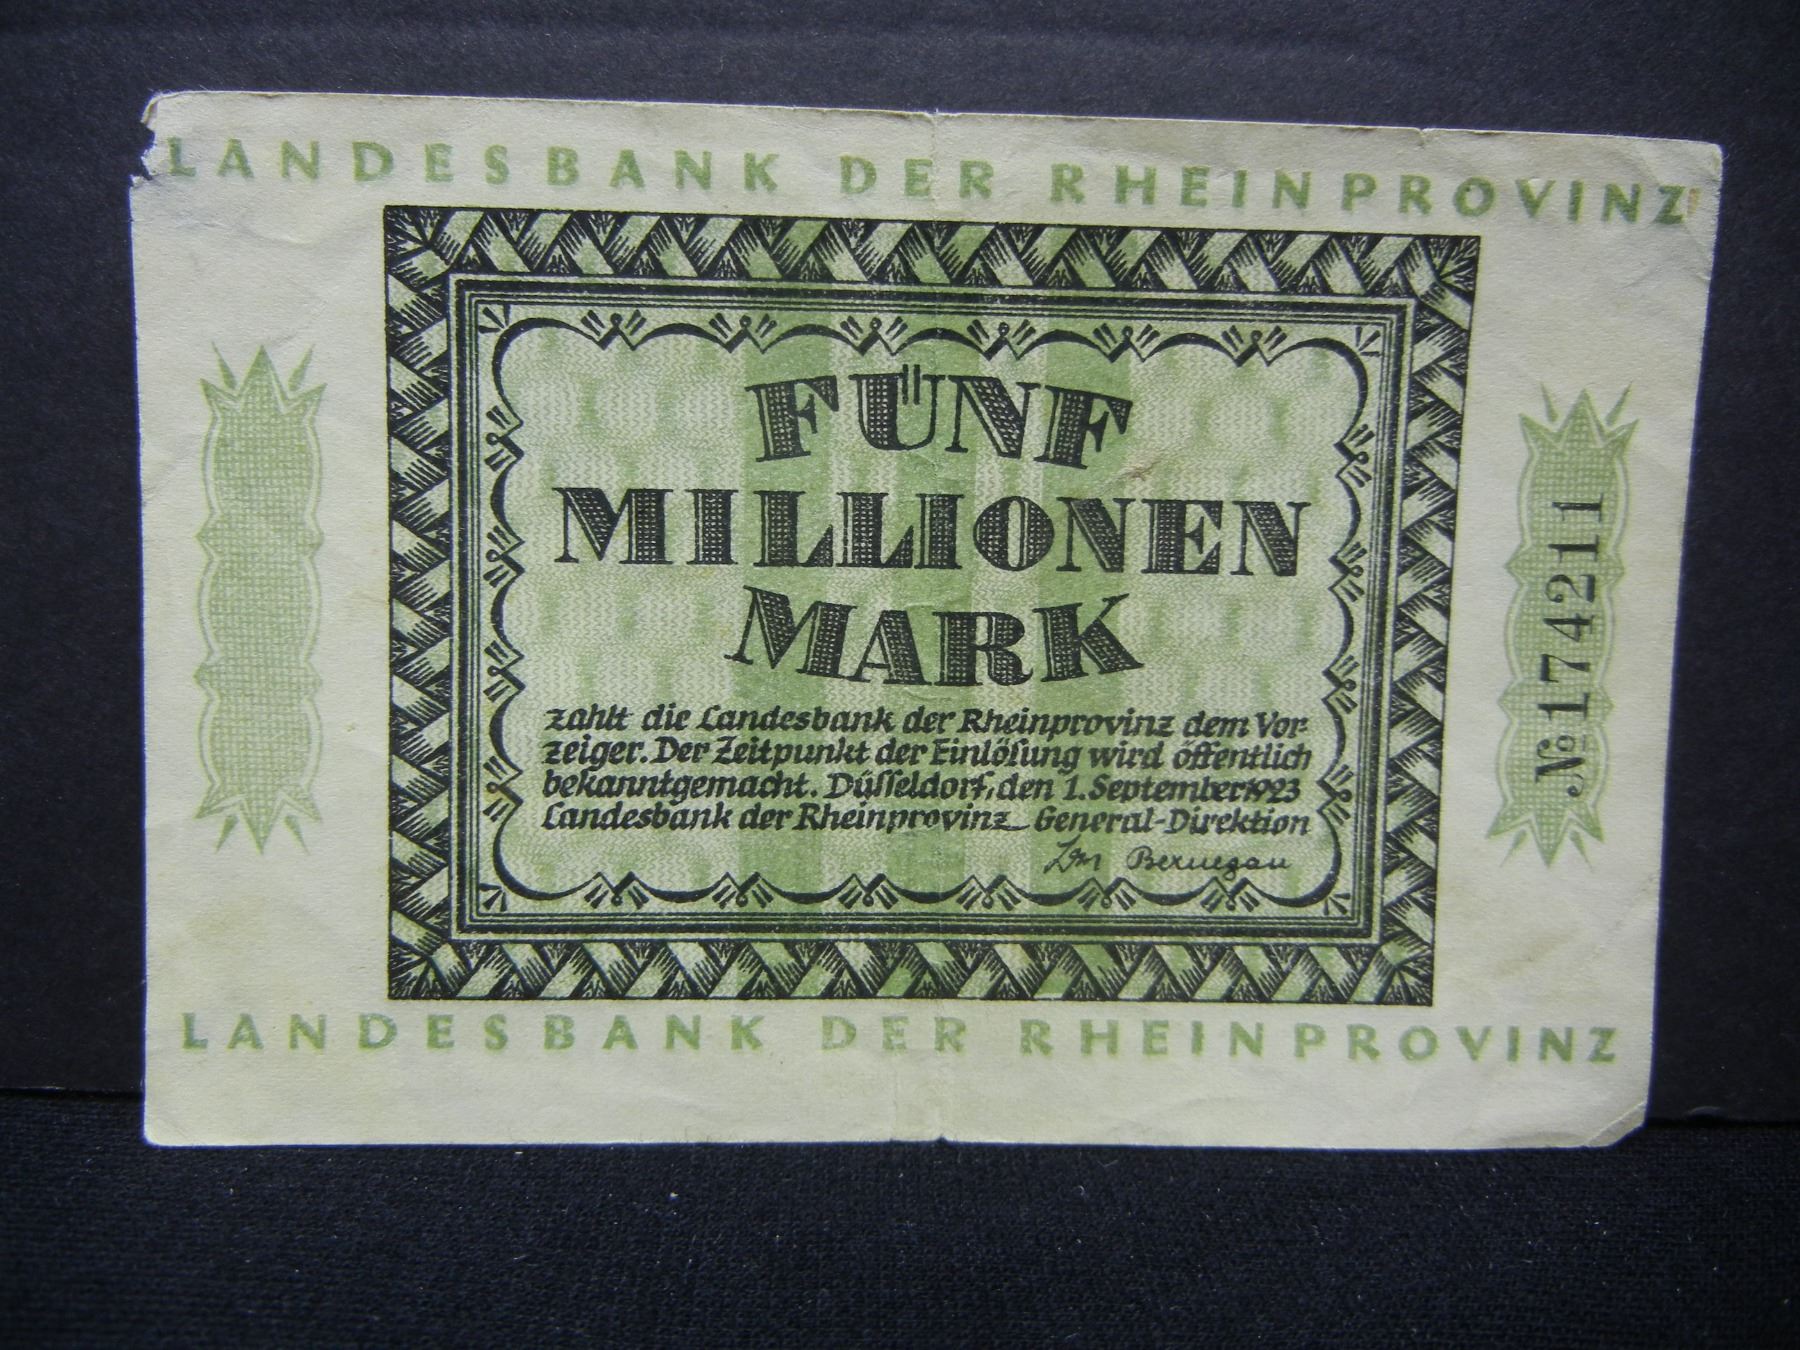 LANDESBANK DER RHEINPROVINZ
FÜNF
MILLIONEN
MARK
zahlt die Landesbank der Rheinprovinz dem Vor-
zeiger. Der Zeitpunkt der Einlöſung wird öffentlich
bekanntgemacht. Düſſeldorf, den 1. September 1923
Landesbank der Rheinprovinz General-Direktion
№ 174211
LANDESBANK DER RHEINPROVINZ